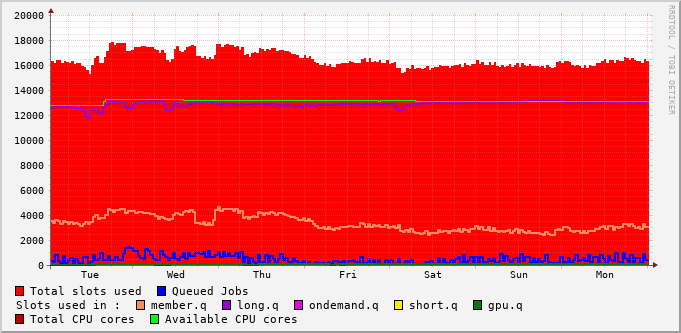 20000
18000
16000
14000
12000
10000
8000
6000
4000
2000
0
Tue Wed Thu Fri Sat Sun Mon
Total slots used Queued Jobs
Slots used in : member.q long.q ondemand.q short.q gpu.q
Total CPU cores Available CPU cores
RRDTOOL / TOBI OETIKER